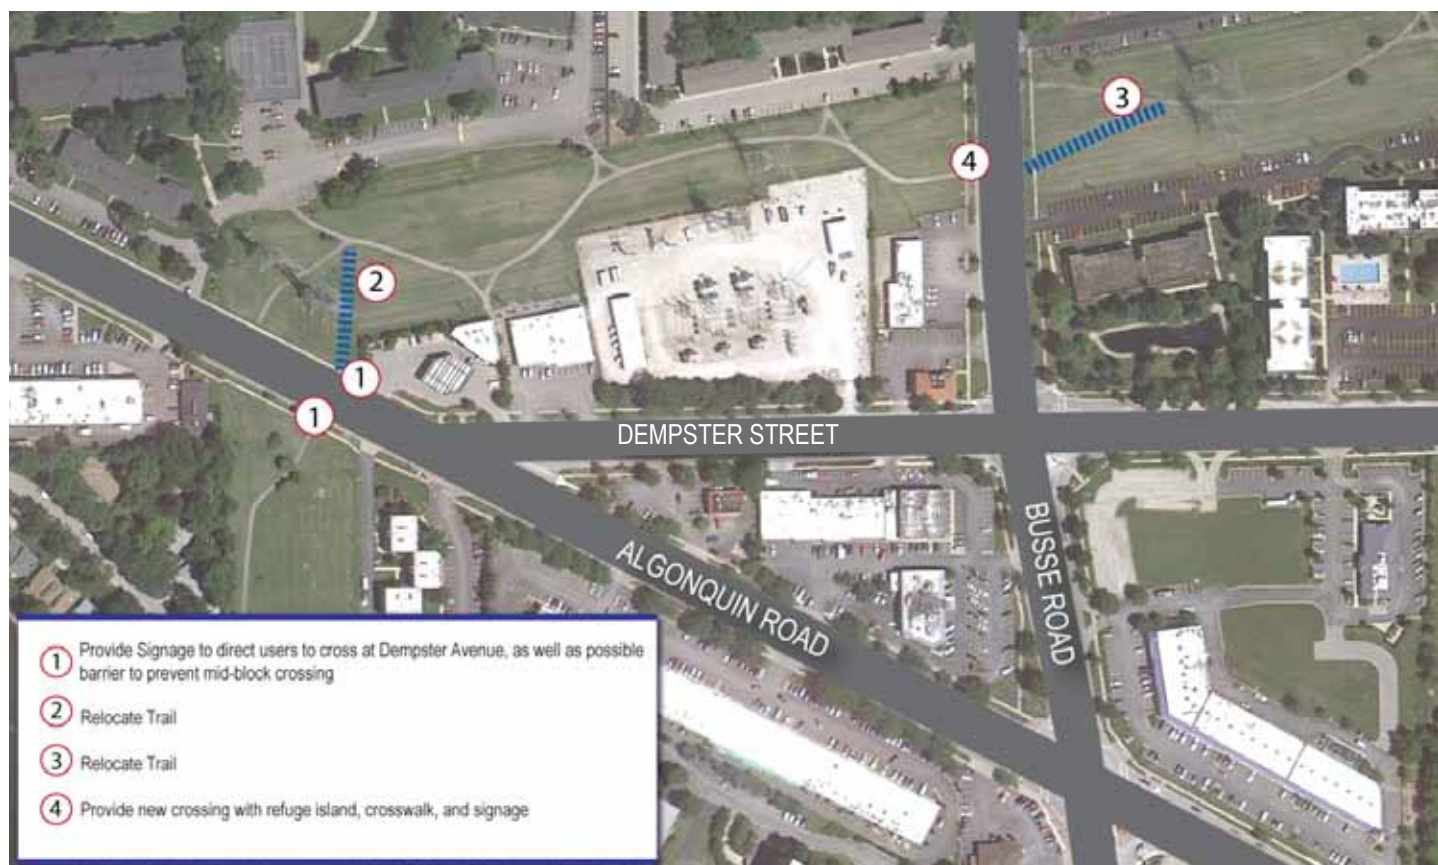 3
4
2
1
1
DEMPSTER STREET
ALGONQUIN ROAD
BUSSE ROAD
1 Provide Signage to direct users to cross at Dempster Avenue, as well as possible
barrier to prevent mid-block crossing
2 Relocate Trail
3 Relocate Trail
4 Provide new crossing with refuge island, crosswalk, and signage